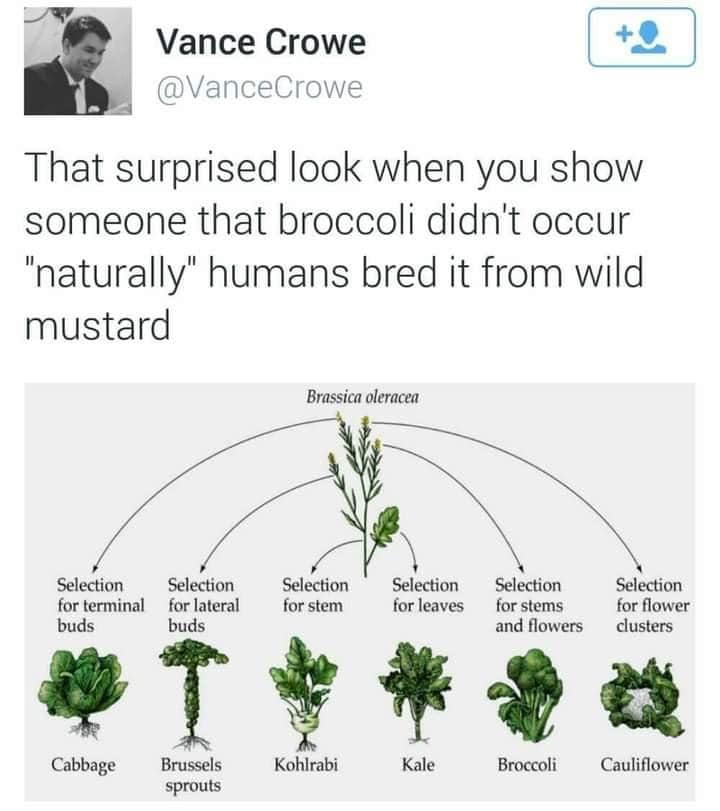 Vance Crowe
@VanceCrowe
That surprised look when you show
someone that broccoli didn't occur
"naturally" humans bred it from wild
mustard
Brassica oleracea
Selection
for terminal
buds
Selection
for lateral
buds
Selection
for stem
Selection
for leaves
Selection
for stems
and flowers
Selection
for flower
clusters
Cabbage
Brussels
sprouts
Kohlrabi
Kale
Broccoli
Cauliflower